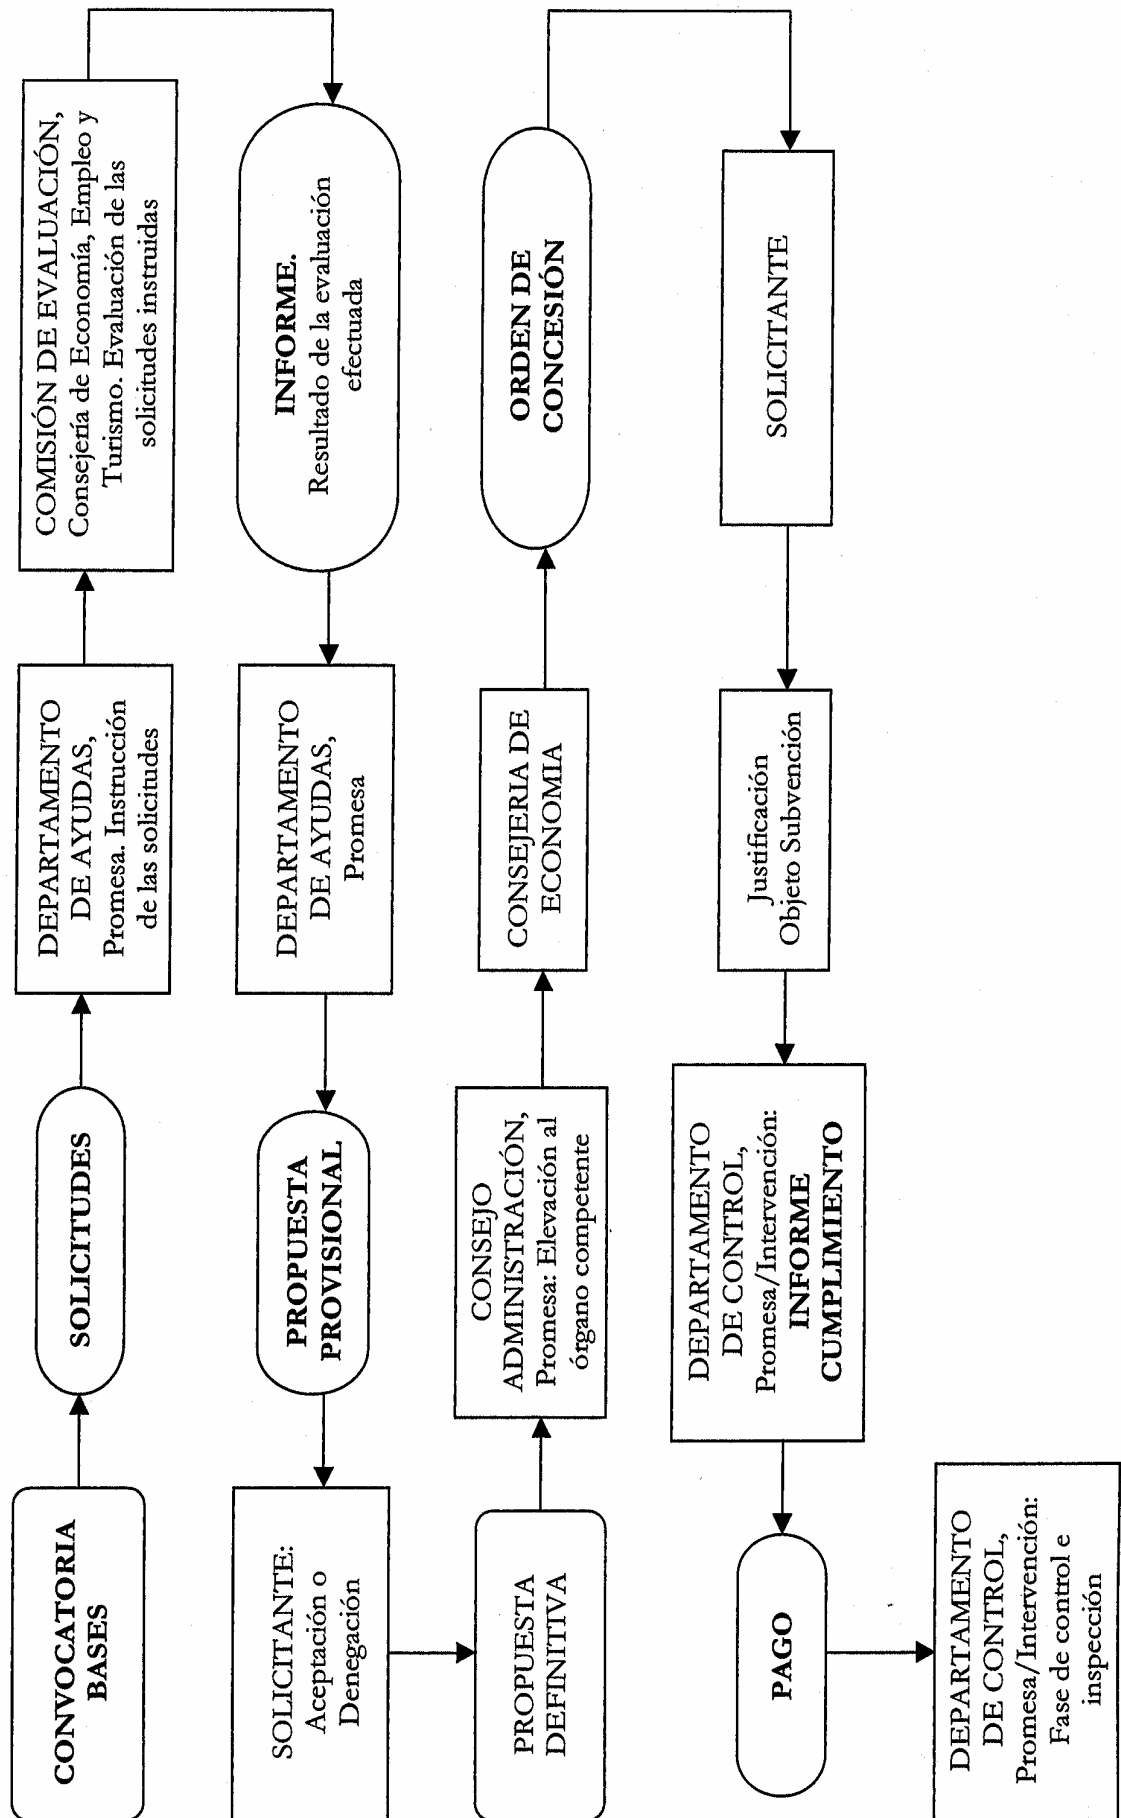 CONVOCATORIA
BASES
SOLICITUDES
DEPARTAMENTO
DE AYUDAS,
Promesa. Instrucción
de las solicitudes
COMISIÓN DE EVALUACIÓN,
Consejería de Economía, Empleo y
Turismo. Evaluación de las
solicitudes instruidas
INFORME.
Resultado de la evaluación
efectuada
DEPARTAMENTO
DE AYUDAS,
Promesa
PROPUESTA
PROVISIONAL
SOLICITANTE:
Aceptación o
Denegación
PROPUESTA
DEFINITIVA
CONSEJO
ADMINISTRACIÓN,
Promesa: Elevación al
órgano competente
CONSEJERIA DE
ECONOMIA
ORDEN DE
CONCESIÓN
SOLICITANTE
Justificación
Objeto Subvención
DEPARTAMENTO
DE CONTROL,
Promesa/Intervención:
INFORME
CUMPLIMIENTO
PAGO
DEPARTAMENTO
DE CONTROL,
Promesa/Intervención:
Fase de control e
inspección